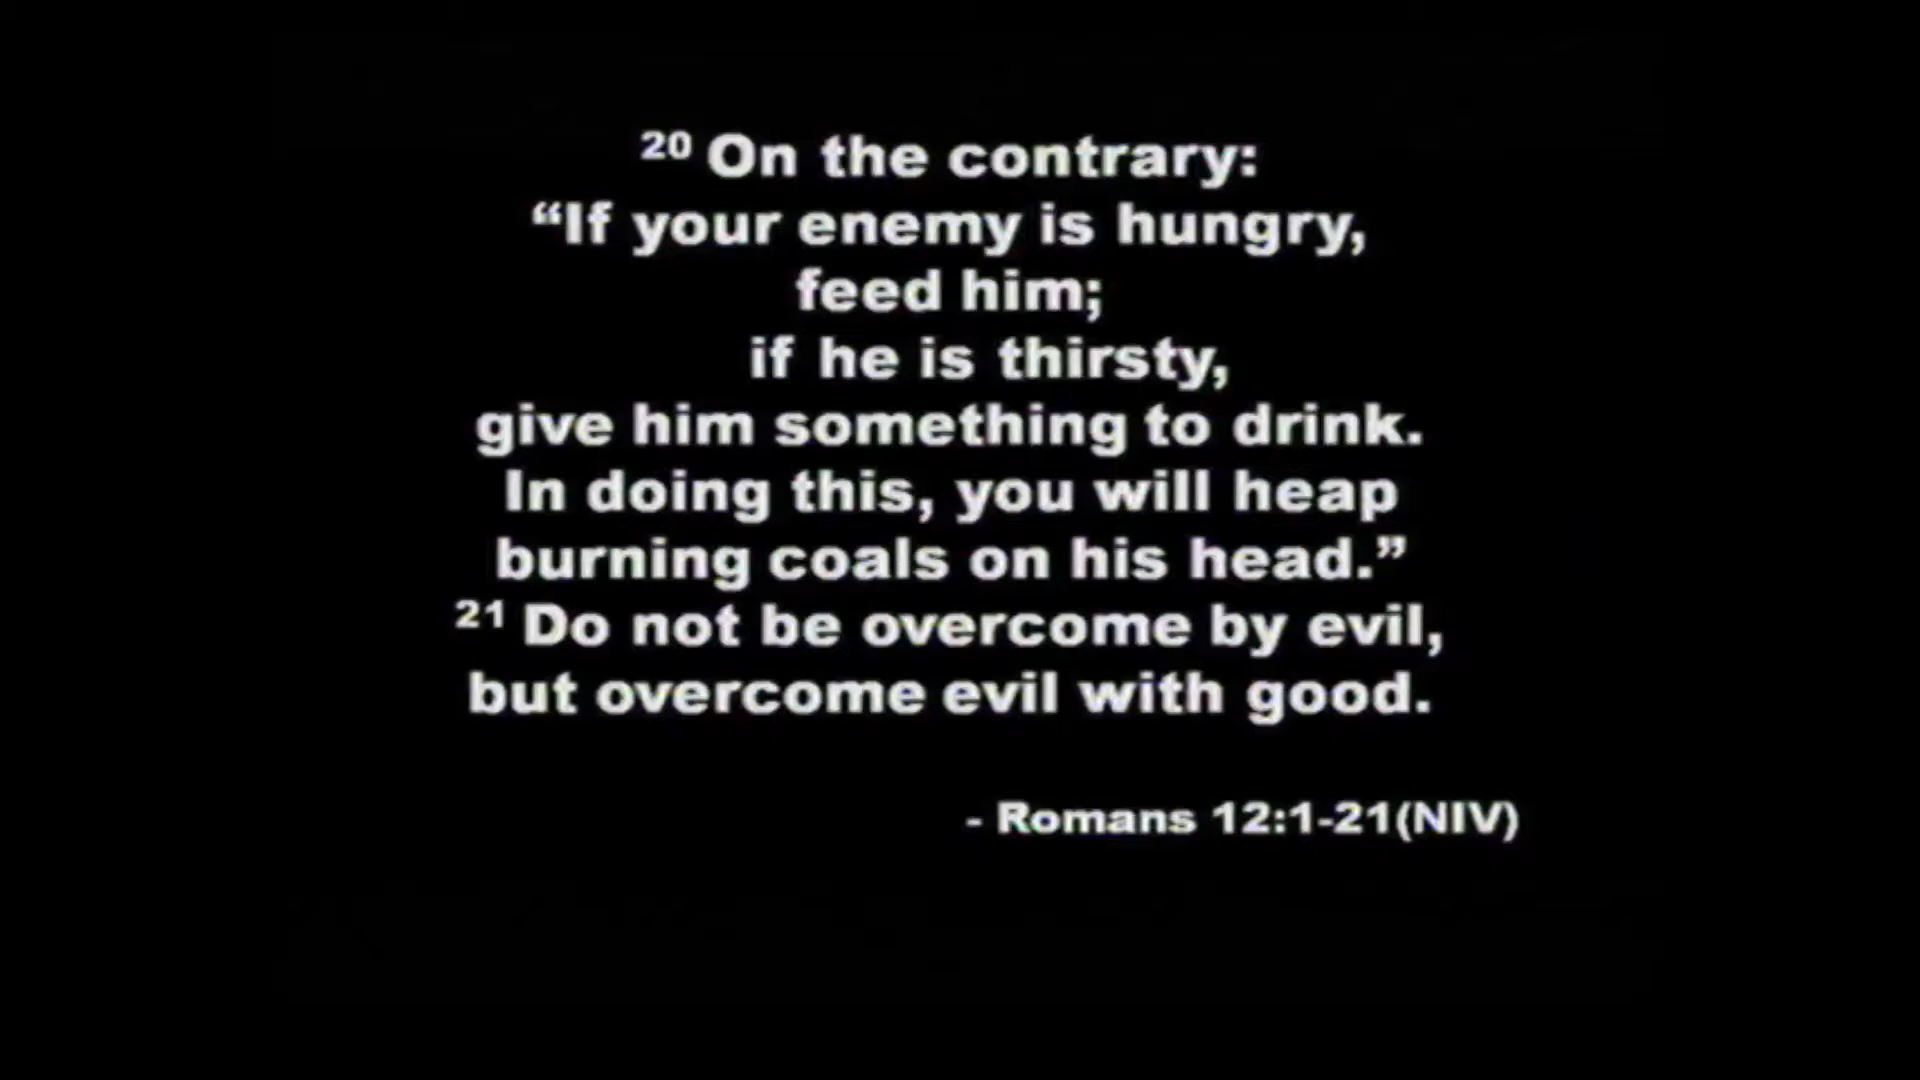 20 On the contrary:
“If your enemy is hungry,
feed him;
if he is thirsty,
give him something to drink.
In doing this, you will heap
burning coals on his head.”
21 Do not be overcome by evil,
but overcome evil with good.
- Romans 12:1-21(NIV)